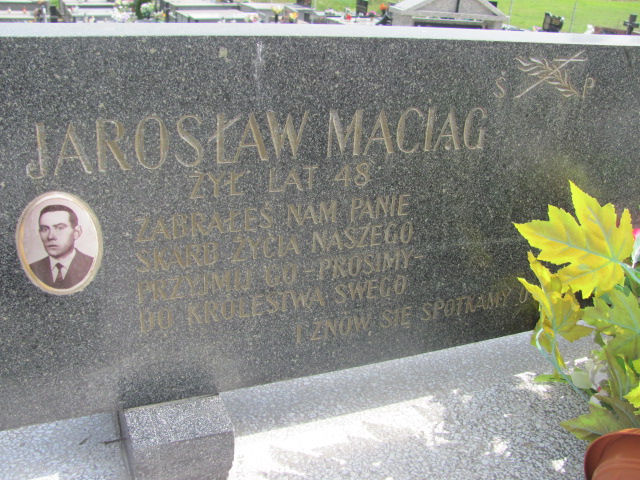 Ś P
JAROSŁAW MACIĄG
ŻYŁ LAT 48
ZABRAŁEŚ NAM PANIE
SKARB ŻYCIA NASZEGO
PRZYJMIJ GO - PROSIMY -
DO KRÓLESTWA SWEGO
I ZNÓW SIĘ SPOTKAMY